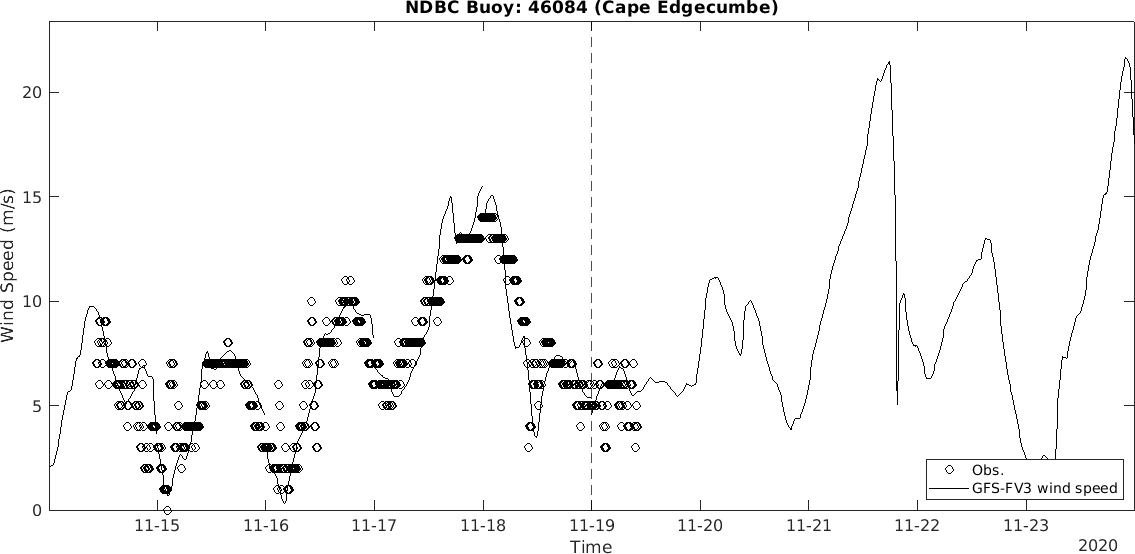 NDBC Buoy: 46084 (Cape Edgecumbe)
Wind Speed (m/s)
20
15
10
5
0
Obs.
GFS-FV3 wind speed
11-15 11-16 11-17 11-18 11-19 11-20 11-21 11-22 11-23
Time
2020